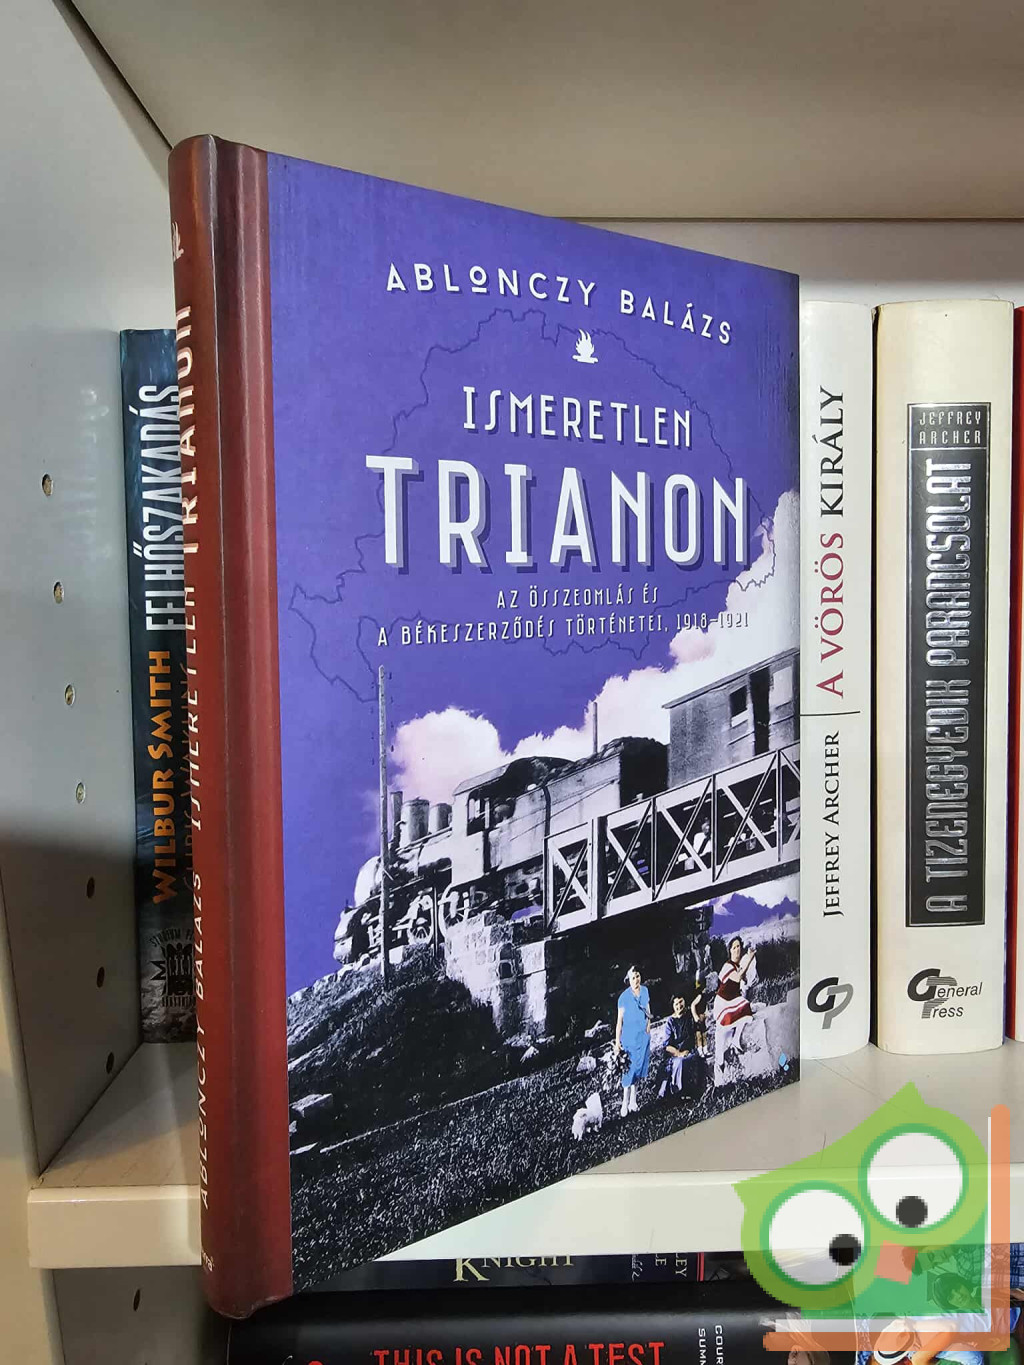 ABLONCZY BALÁZS
ISMERETLEN
TRIANON
AZ ÖSSZEOMLÁS ÉS
A BÉKESZERZŐDÉS TÖRTÉNETEI, 1918–1921
ABLONCZY BALÁZS ISMERETLEN TRIANON
WILBUR SMITH FELHŐSZAKADÁS
JEFFREY ARCHER A VÖRÖS KIRÁLY
GP
JEFFREY
ARCHER
A TIZENEGYEDIK PARANCSOLAT
General
Press
KNIGHT
THIS IS NOT A TEST